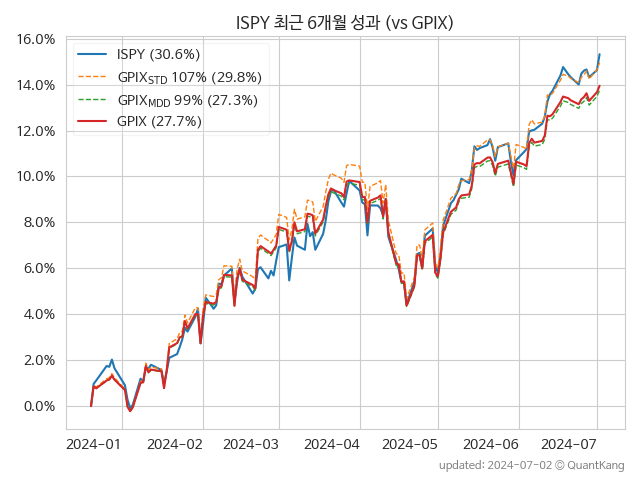 ISPY 최근 6개월 성과 (vs GPIX)
16.0%
14.0%
12.0%
10.0%
8.0%
6.0%
4.0%
2.0%
0.0%
ISPY (30.6%)
GPIX_STD 107% (29.8%)
GPIX_MDD 99% (27.3%)
GPIX (27.7%)
2024-01 2024-02 2024-03 2024-04 2024-05 2024-06 2024-07
updated: 2024-07-02 © QuantKang